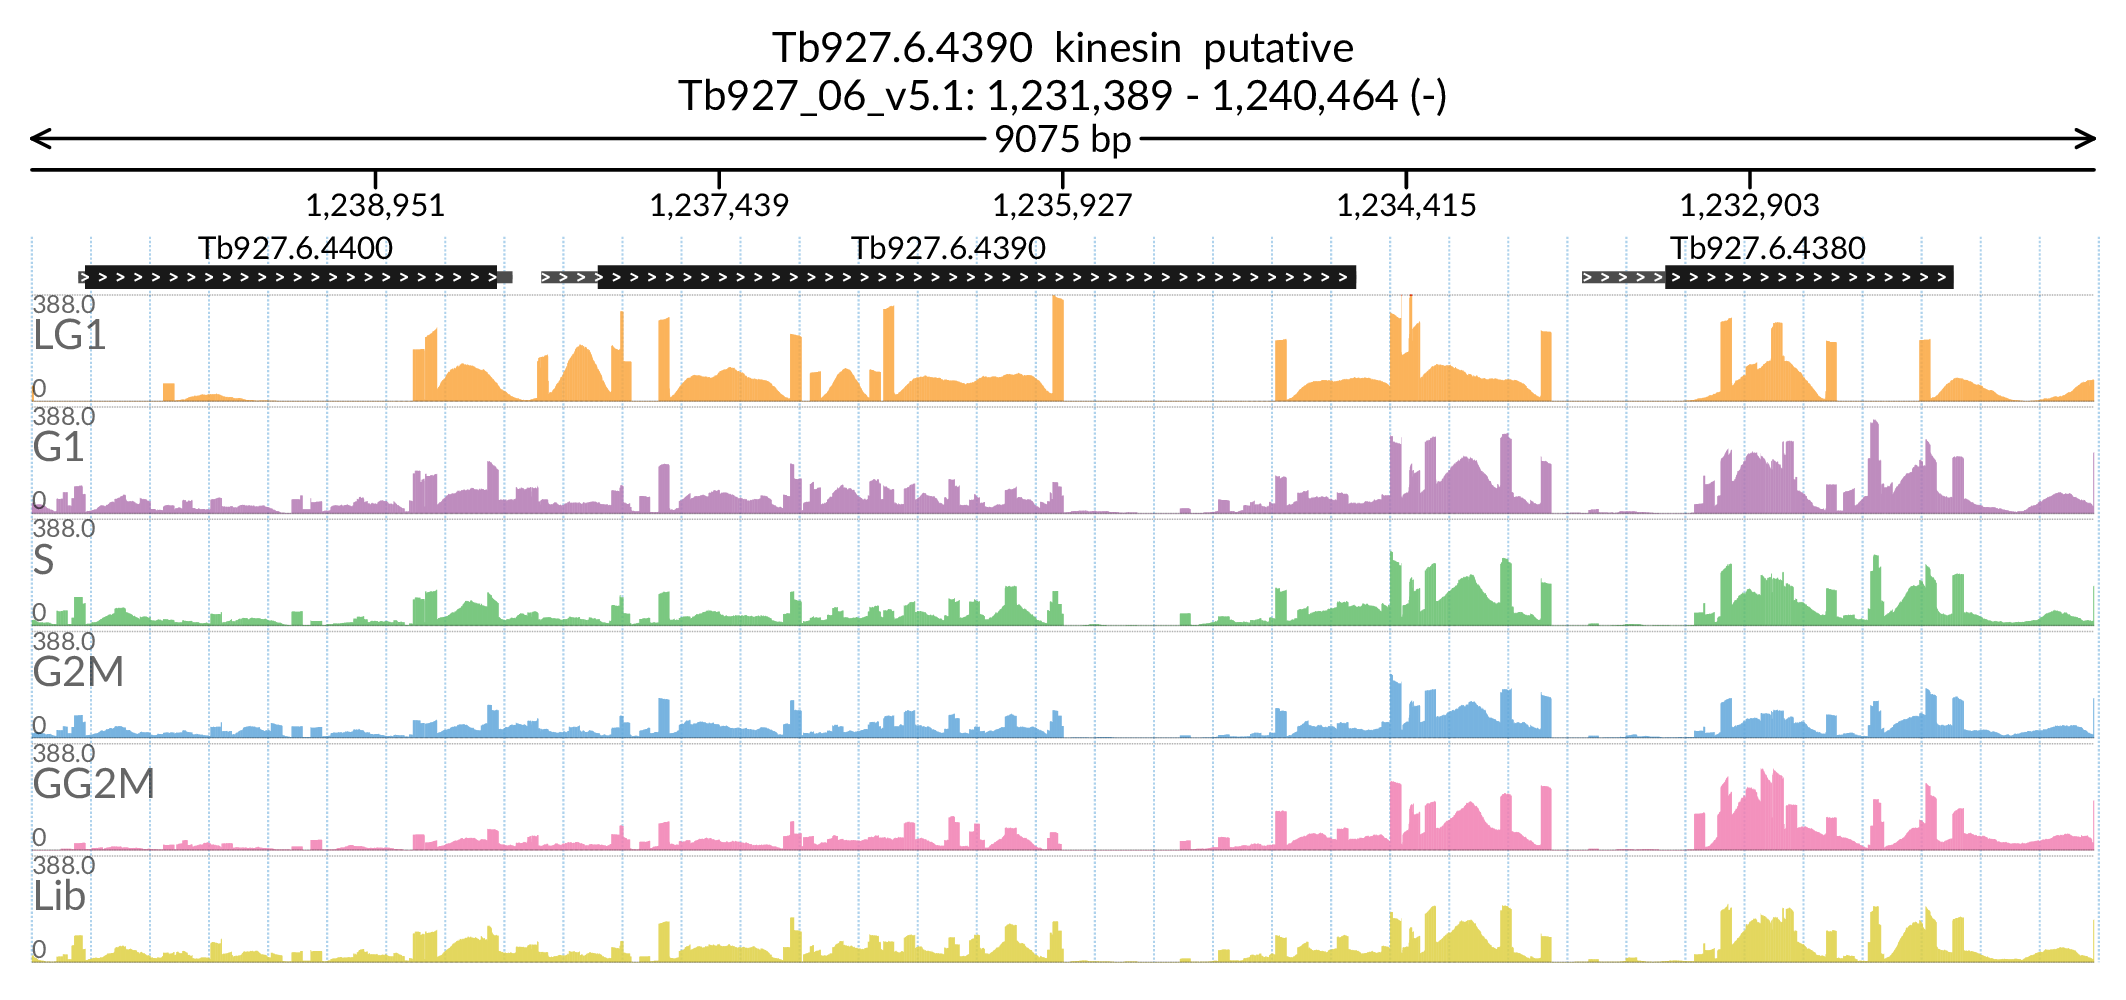 Tb927.6.4390 kinesin putative
Tb927_06_v5.1: 1,231,389 - 1,240,464 (-)
9075 bp
1,238,951 1,237,439 1,235,927 1,234,415 1,232,903
Tb927.6.4400 Tb927.6.4390 Tb927.6.4380
388.0
LG1
0
388.0
G1
0
388.0
S
0
388.0
G2M
0
388.0
GG2M
0
388.0
Lib
0